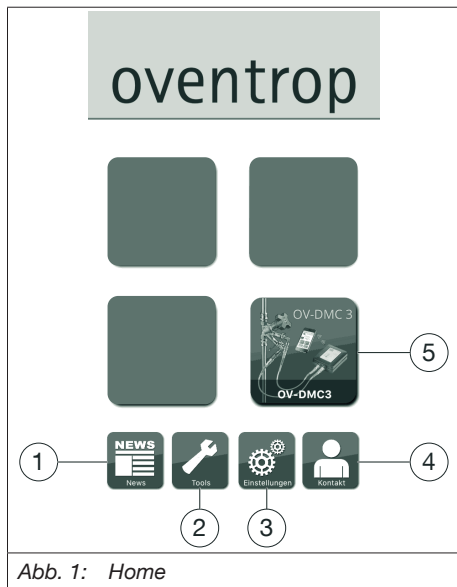 oventrop
OV-DMC 3
OV-DMC3
5
1
NEWS
News
Tools
Einstellungen
Kontakt
4
2
3
Abb. 1: Home